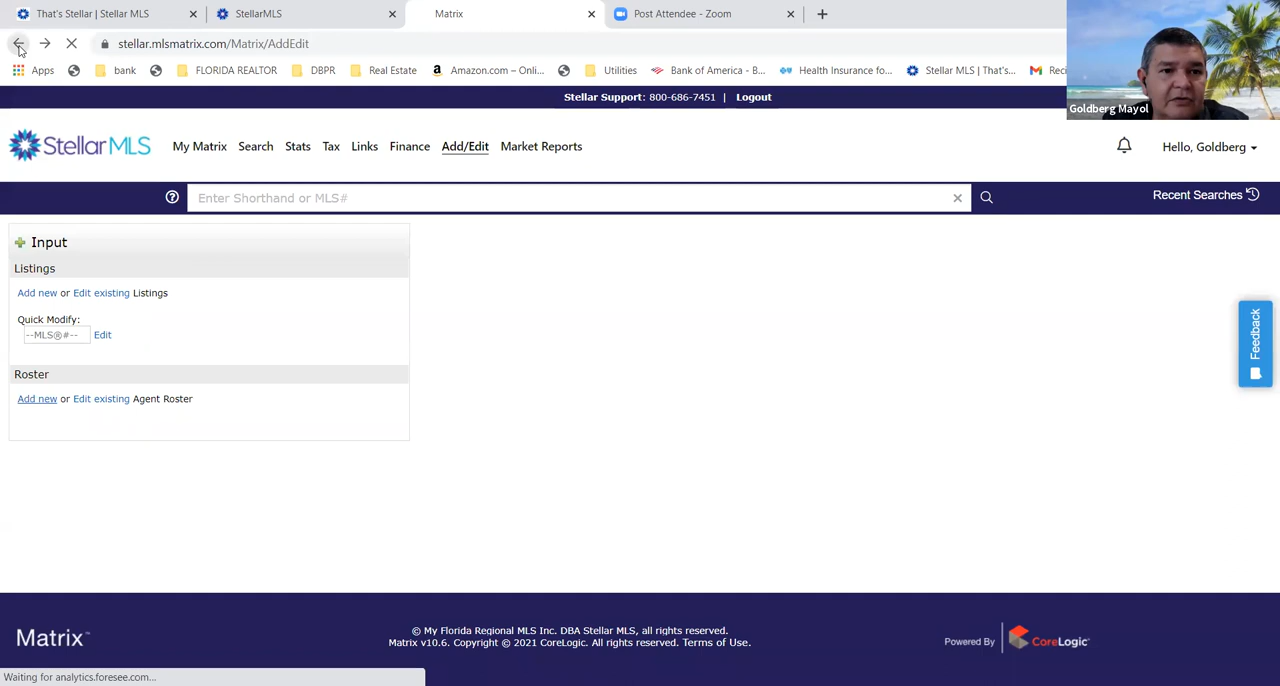 That's Stellar | Stellar MLS
StellarMLS
Matrix
Post Attendee - Zoom
stellar.mlsmatrix.com/Matrix/AddEdit
Apps bank FLORIDA REALTOR DBPR Real Estate Amazon.com – Onli... Utilities Bank of America - B... Health Insurance fo... Stellar MLS | That's... Reci
Goldberg Mayol
Stellar Support: 800-686-7451 | Logout
StellarMLS
My Matrix Search Stats Tax Links Finance Add/Edit Market Reports
Hello, Goldberg
Enter Shorthand or MLS#
Recent Searches
Input
Listings
Add new or Edit existing Listings
Quick Modify:
--MLS®#-- Edit
Roster
Add new or Edit existing Agent Roster
Feedback
Matrix™
© My Florida Regional MLS Inc. DBA Stellar MLS, all rights reserved.
Matrix v10.6. Copyright © 2021 CoreLogic. All rights reserved. Terms of Use.
Powered By CoreLogic
Waiting for analytics.foresee.com...